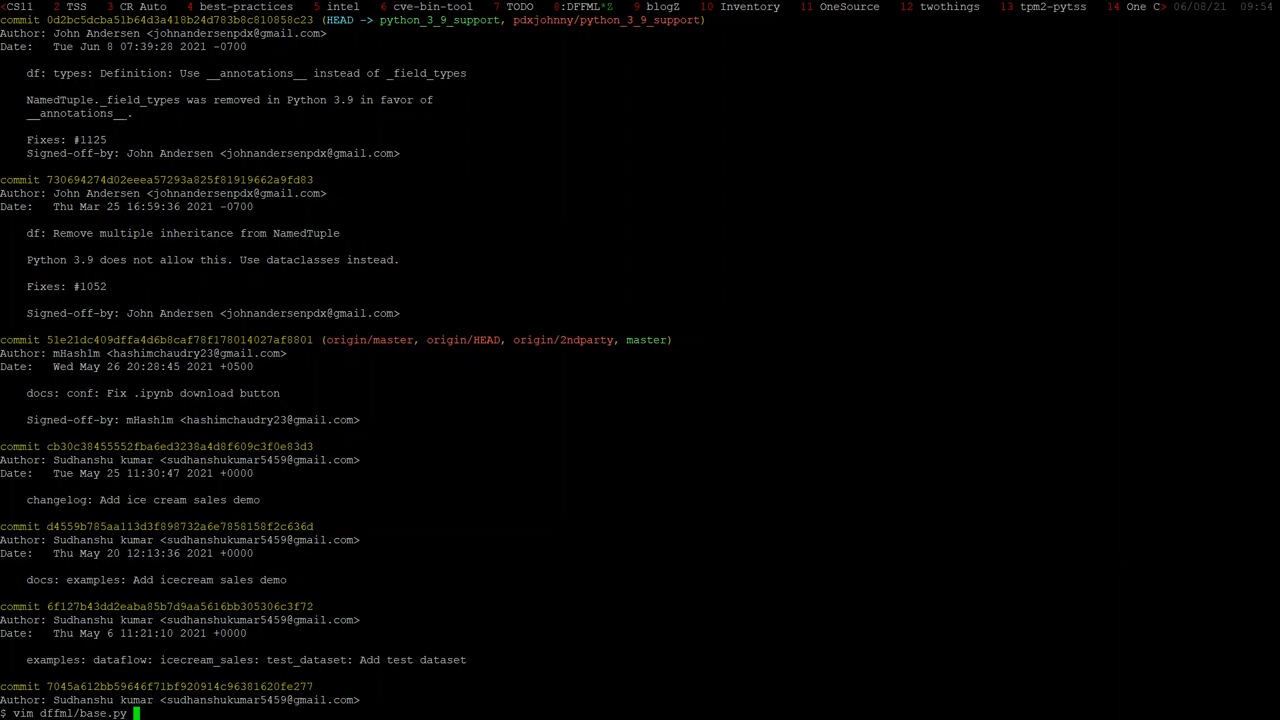 <CS11 2 TSS 3 CR Auto 4 best-practices 5 intel 6 cve-bin-tool 7 TODO 8:DFFML*Z 9 blogZ 10 Inventory 11 OneSource 12 twothings 13 tpm2-pytss 14 One C> 06/08/21 09:54
commit 0d2bc5dcba51b64d3a418b24d783b8c810858c23 (HEAD -> python_3_9_support, pdxjohnny/python_3_9_support)
Author: John Andersen <johnandersenpdx@gmail.com>
Date:   Tue Jun 8 07:39:28 2021 -0700
df: types: Definition: Use __annotations__ instead of _field_types
NamedTuple._field_types was removed in Python 3.9 in favor of
__annotations__.
Fixes: #1125
Signed-off-by: John Andersen <johnandersenpdx@gmail.com>
commit 730694274d02eeea57293a825f81919662a9fd83
Author: John Andersen <johnandersenpdx@gmail.com>
Date:   Thu Mar 25 16:59:36 2021 -0700
df: Remove multiple inheritance from NamedTuple
Python 3.9 does not allow this. Use dataclasses instead.
Fixes: #1052
Signed-off-by: John Andersen <johnandersenpdx@gmail.com>
commit 51e21dc409dffa4d6b8caf78f178014027af8801 (origin/master, origin/HEAD, origin/2ndparty, master)
Author: mHash1m <hashimchaudry23@gmail.com>
Date:   Wed May 26 20:28:45 2021 +0500
docs: conf: Fix .ipynb download button
Signed-off-by: mHash1m <hashimchaudry23@gmail.com>
commit cb30c38455552fba6ed3238a4d8f609c3f0e83d3
Author: Sudhanshu kumar <sudhanshukumar5459@gmail.com>
Date:   Tue May 25 11:30:47 2021 +0000
changelog: Add ice cream sales demo
commit d4559b785aa113d3f898732a6e7858158f2c636d
Author: Sudhanshu kumar <sudhanshukumar5459@gmail.com>
Date:   Thu May 20 12:13:36 2021 +0000
docs: examples: Add icecream sales demo
commit 6f127b43dd2eaba85b7d9aa5616bb305306c3f72
Author: Sudhanshu kumar <sudhanshukumar5459@gmail.com>
Date:   Thu May 6 11:21:10 2021 +0000
examples: dataflow: icecream_sales: test_dataset: Add test dataset
commit 7045a612bb59646f71bf920914c96381620fe277
Author: Sudhanshu kumar <sudhanshukumar5459@gmail.com>
$ vim dffml/base.py